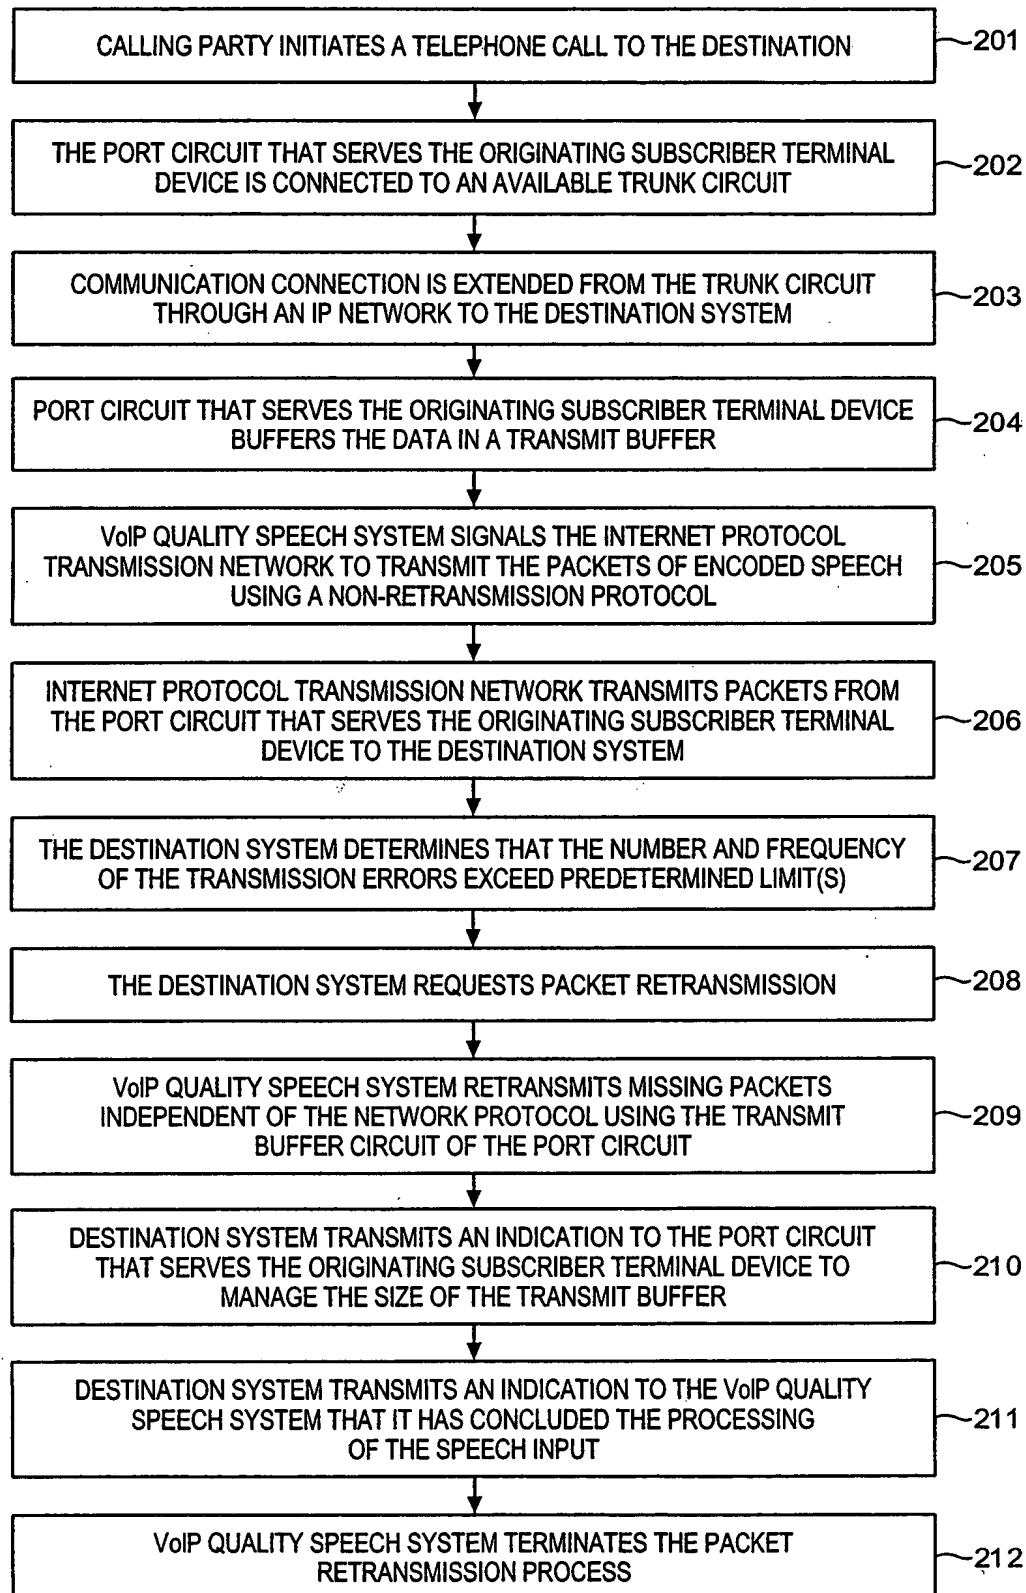 CALLING PARTY INITIATES A TELEPHONE CALL TO THE DESTINATION
201
THE PORT CIRCUIT THAT SERVES THE ORIGINATING SUBSCRIBER TERMINAL
DEVICE IS CONNECTED TO AN AVAILABLE TRUNK CIRCUIT
202
COMMUNICATION CONNECTION IS EXTENDED FROM THE TRUNK CIRCUIT
THROUGH AN IP NETWORK TO THE DESTINATION SYSTEM
203
PORT CIRCUIT THAT SERVES THE ORIGINATING SUBSCRIBER TERMINAL DEVICE
BUFFERS THE DATA IN A TRANSMIT BUFFER
204
VoIP QUALITY SPEECH SYSTEM SIGNALS THE INTERNET PROTOCOL
TRANSMISSION NETWORK TO TRANSMIT THE PACKETS OF ENCODED SPEECH
USING A NON-RETRANSMISSION PROTOCOL
205
INTERNET PROTOCOL TRANSMISSION NETWORK TRANSMITS PACKETS FROM
THE PORT CIRCUIT THAT SERVES THE ORIGINATING SUBSCRIBER TERMINAL
DEVICE TO THE DESTINATION SYSTEM
206
THE DESTINATION SYSTEM DETERMINES THAT THE NUMBER AND FREQUENCY
OF THE TRANSMISSION ERRORS EXCEED PREDETERMINED LIMIT(S)
207
THE DESTINATION SYSTEM REQUESTS PACKET RETRANSMISSION
208
VoIP QUALITY SPEECH SYSTEM RETRANSMITS MISSING PACKETS
INDEPENDENT OF THE NETWORK PROTOCOL USING THE TRANSMIT
BUFFER CIRCUIT OF THE PORT CIRCUIT
209
DESTINATION SYSTEM TRANSMITS AN INDICATION TO THE PORT CIRCUIT
THAT SERVES THE ORIGINATING SUBSCRIBER TERMINAL DEVICE TO
MANAGE THE SIZE OF THE TRANSMIT BUFFER
210
DESTINATION SYSTEM TRANSMITS AN INDICATION TO THE VoIP QUALITY
SPEECH SYSTEM THAT IT HAS CONCLUDED THE PROCESSING
OF THE SPEECH INPUT
211
VoIP QUALITY SPEECH SYSTEM TERMINATES THE PACKET
RETRANSMISSION PROCESS
212